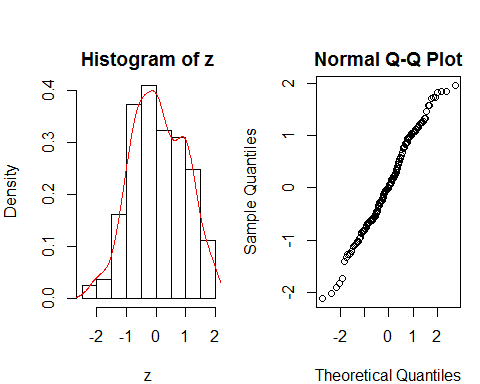 Histogram of z
Density
0.0 0.1 0.2 0.3 0.4
-2 -1 0 1 2
z
Normal Q-Q Plot
Sample Quantiles
-2 -1 0 1 2
-2 0 1 2
Theoretical Quantiles